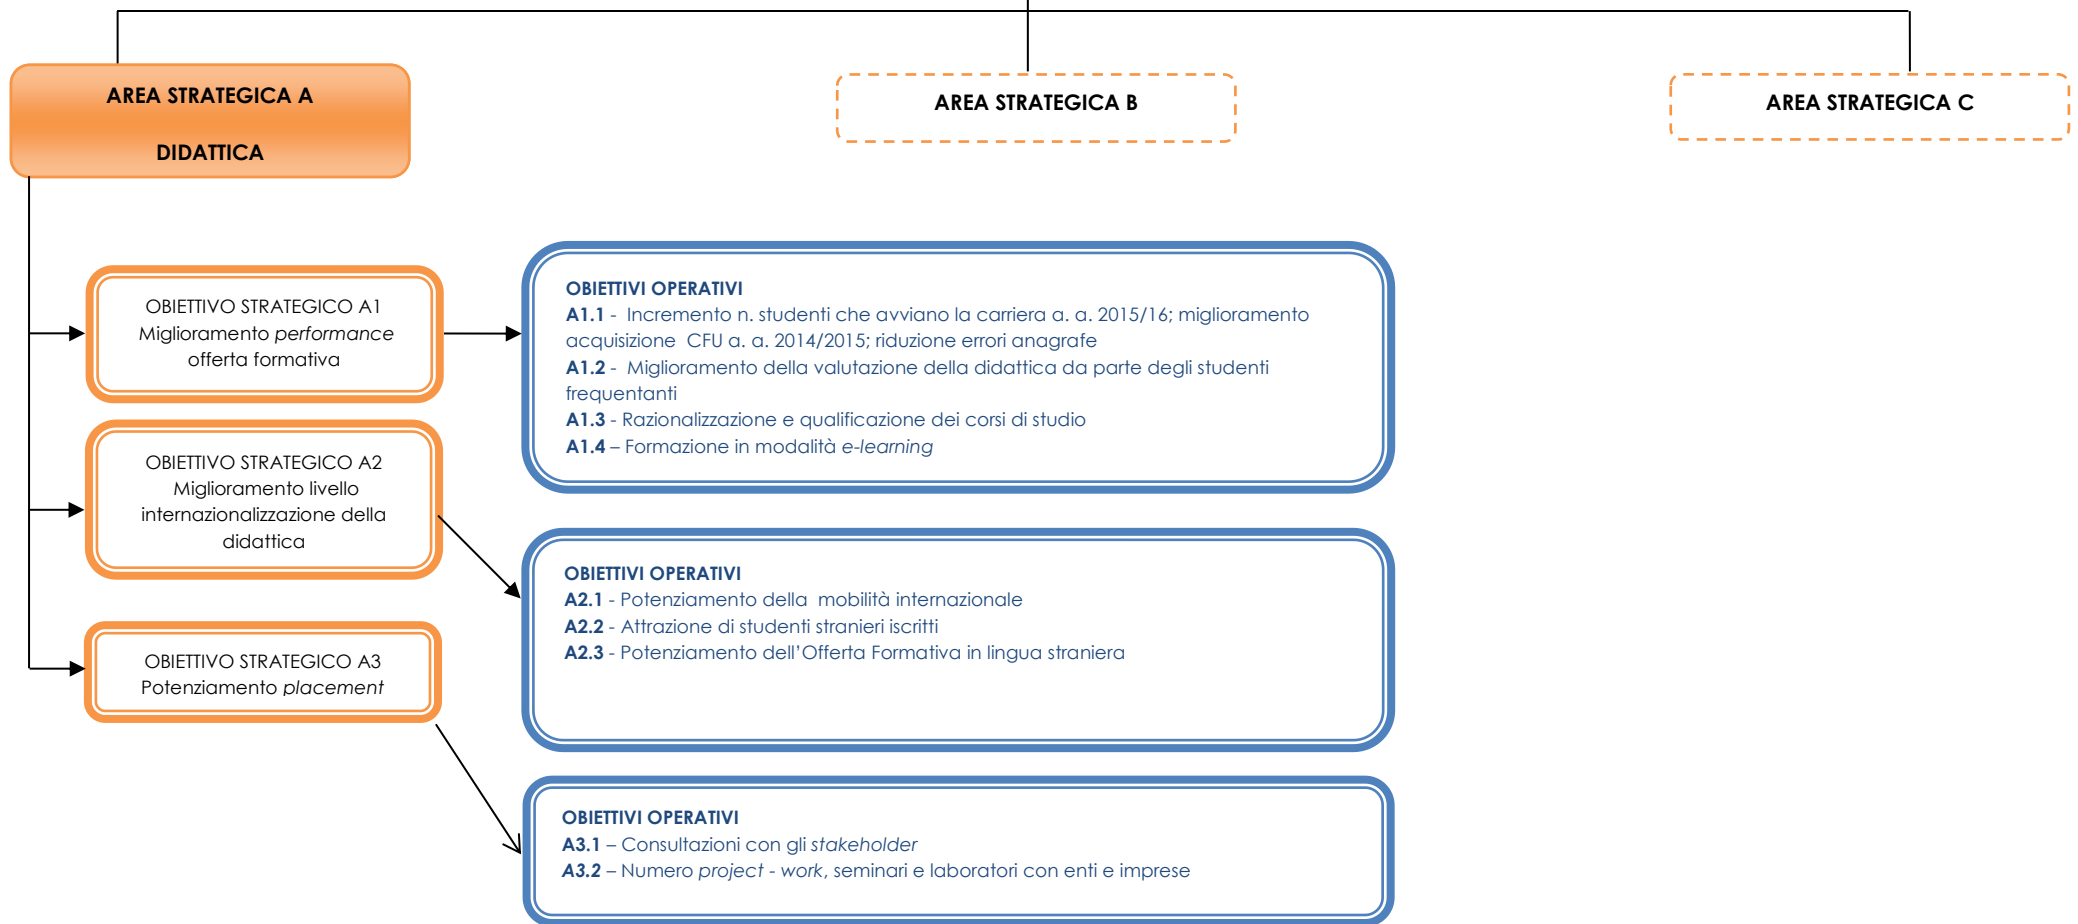 AREA STRATEGICA A
DIDATTICA
AREA STRATEGICA B
AREA STRATEGICA C
OBIETTIVO STRATEGICO A1
Miglioramento performance
offerta formativa
OBIETTIVI OPERATIVI
A1.1 - Incremento n. studenti che avviano la carriera a. a. 2015/16; miglioramento
acquisizione CFU a. a. 2014/2015; riduzione errori anagrafe
A1.2 - Miglioramento della valutazione della didattica da parte degli studenti
frequentanti
A1.3 - Razionalizzazione e qualificazione dei corsi di studio
A1.4 – Formazione in modalità e-learning
OBIETTIVO STRATEGICO A2
Miglioramento livello
internazionalizzazione della
didattica
OBIETTIVI OPERATIVI
A2.1 - Potenziamento della mobilità internazionale
A2.2 - Attrazione di studenti stranieri iscritti
A2.3 - Potenziamento dell'Offerta Formativa in lingua straniera
OBIETTIVO STRATEGICO A3
Potenziamento placement
OBIETTIVI OPERATIVI
A3.1 – Consultazioni con gli stakeholder
A3.2 – Numero project - work, seminari e laboratori con enti e imprese